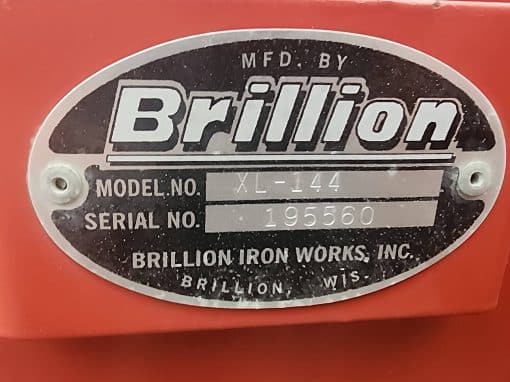 MFD. BY
Brillion
MODEL NO. XL-144
SERIAL NO. 195560
BRILLION IRON WORKS, INC.
BRILLION, WIS.